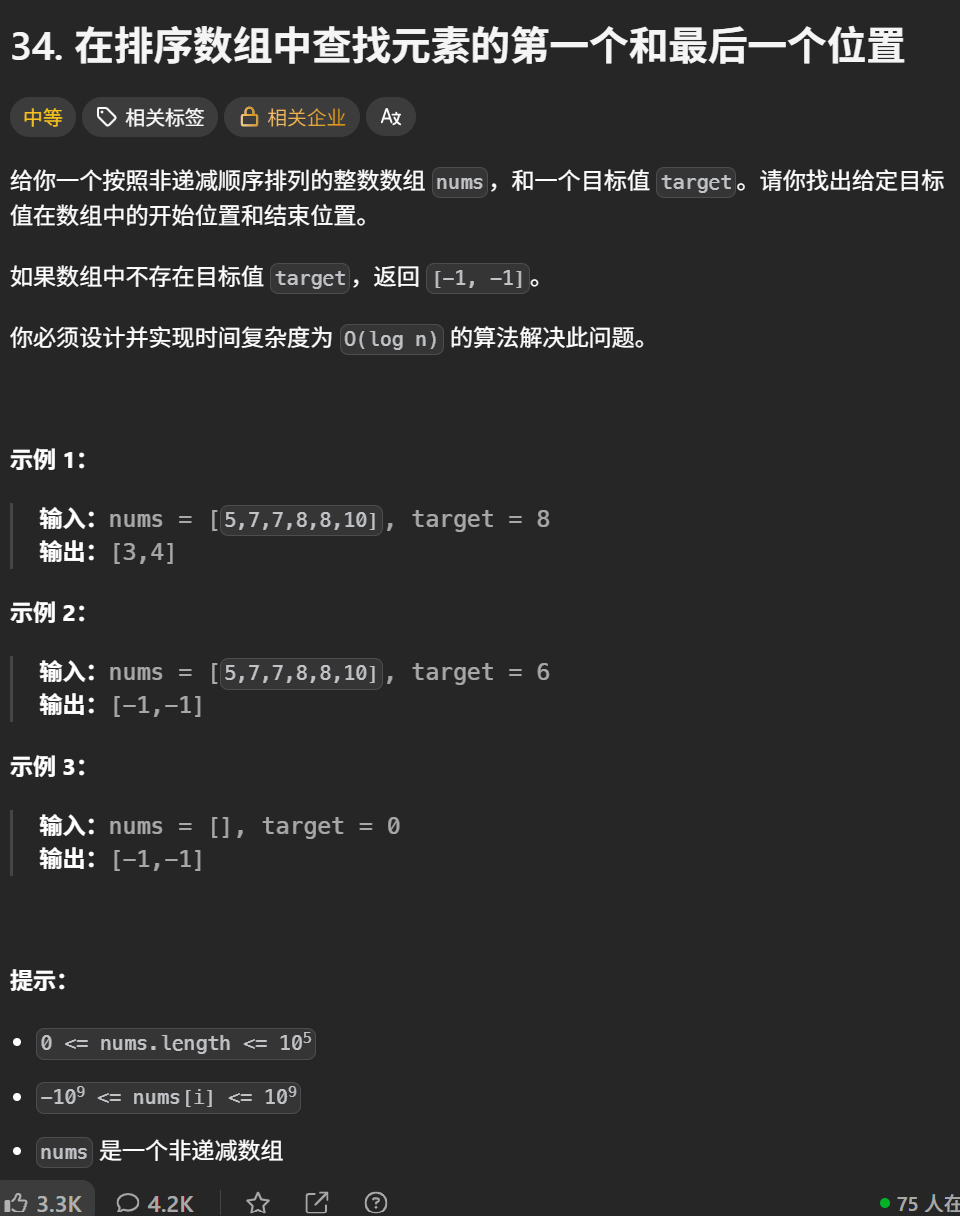 34. 在排序数组中查找元素的第一个和最后一个位置
中等 相关标签 相关企业 Aあ
给你一个按照非递减顺序排列的整数数组 nums，和一个目标值 target。请你找出给定目标
值在数组中的开始位置和结束位置。
如果数组中不存在目标值 target，返回 [-1, -1]。
你必须设计并实现时间复杂度为 O(log n) 的算法解决此问题。
示例 1：
输入：nums = [5,7,7,8,8,10], target = 8
输出：[3,4]
示例 2：
输入：nums = [5,7,7,8,8,10], target = 6
输出：[-1,-1]
示例 3：
输入：nums = [], target = 0
输出：[-1,-1]
提示：
0 <= nums.length <= 10⁵
-10⁹ <= nums[i] <= 10⁹
nums 是一个非递减数组
3.3K 4.2K 75 人在